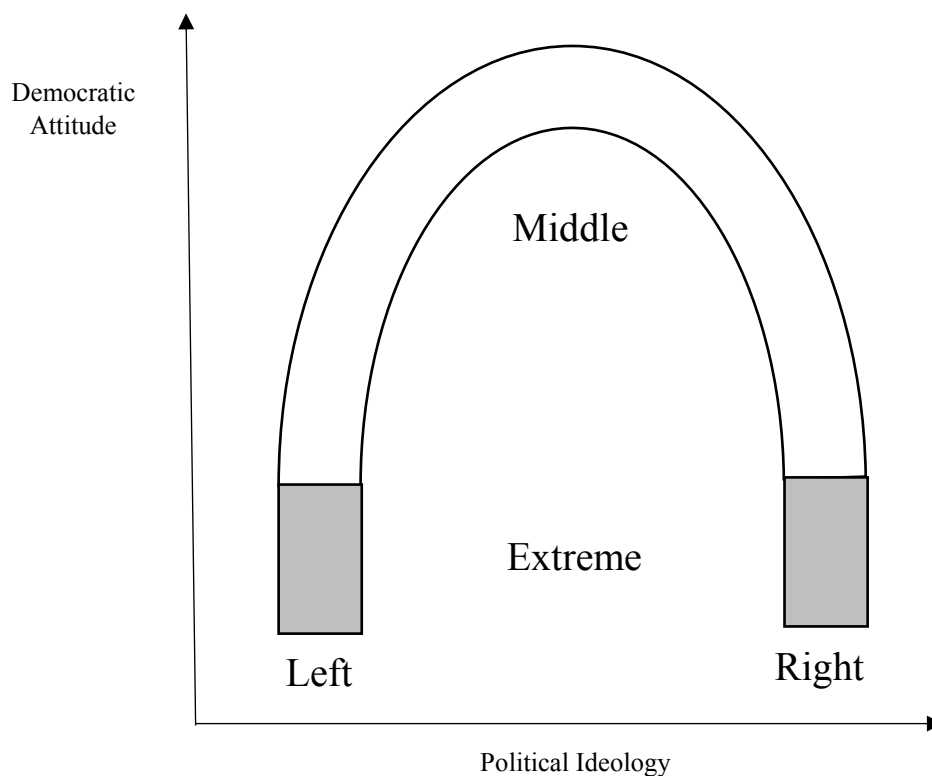 Democratic
Attitude
Middle
Extreme
Left
Right
Political Ideology